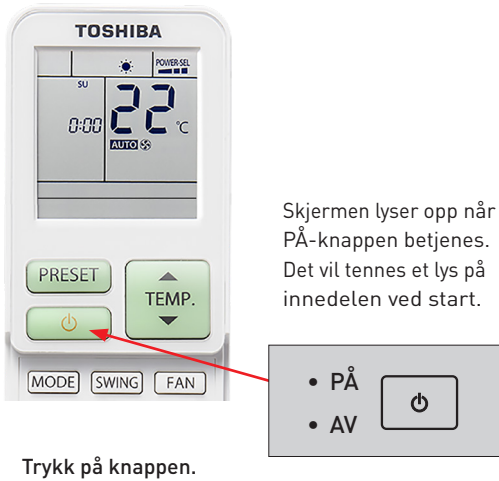 TOSHIBA
POWER-SEL
SU
0:00 22 °C
AUTO
Skjermen lyser opp når
PÅ-knappen betjenes.
Det vil tennes et lys på
innedelen ved start.
PRESET
TEMP.
MODE SWING FAN
• PÅ
• AV
Trykk på knappen.